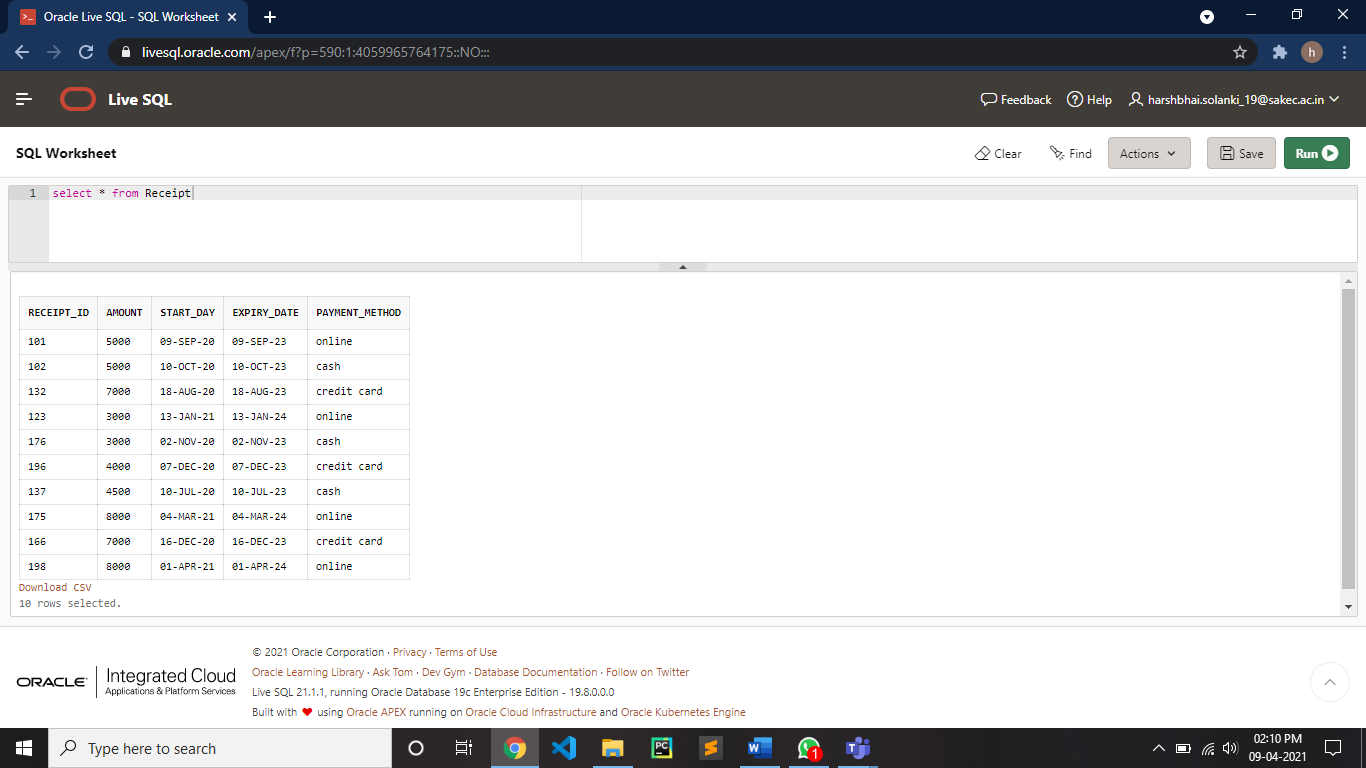 Oracle Live SQL - SQL Worksheet
livesql.oracle.com/apex/f?p=590:1:4059965764175::NO:::
h
Live SQL
Feedback Help harshbhai.solanki_19@sakec.ac.in
SQL Worksheet
Clear Find Actions Save Run
1 select * from Receipt
RECEIPT_ID AMOUNT START_DAY EXPIRY_DATE PAYMENT_METHOD
101 5000 09-SEP-20 09-SEP-23 online
102 5000 10-OCT-20 10-OCT-23 cash
132 7000 18-AUG-20 18-AUG-23 credit card
123 3000 13-JAN-21 13-JAN-24 online
176 3000 02-NOV-20 02-NOV-23 cash
196 4000 07-DEC-20 07-DEC-23 credit card
137 4500 10-JUL-20 10-JUL-23 cash
175 8000 04-MAR-21 04-MAR-24 online
166 7000 16-DEC-20 16-DEC-23 credit card
198 8000 01-APR-21 01-APR-24 online
Download CSV
10 rows selected.
ORACLE Integrated Cloud
Applications & Platform Services
© 2021 Oracle Corporation · Privacy · Terms of Use
Oracle Learning Library · Ask Tom · Dev Gym · Database Documentation · Follow on Twitter
Live SQL 21.1.1, running Oracle Database 19c Enterprise Edition - 19.8.0.0.0
Built with ❤ using Oracle APEX running on Oracle Cloud Infrastructure and Oracle Kubernetes Engine
Type here to search
PC
W
1
T
02:10 PM
09-04-2021